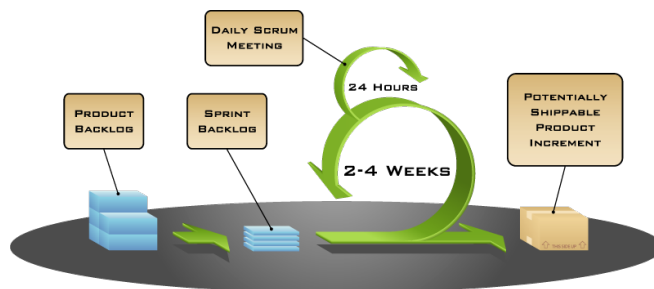 DAILY SCRUM
MEETING
24 HOURS
PRODUCT
BACKLOG
SPRINT
BACKLOG
2-4 WEEKS
POTENTIALLY
SHIPPABLE
PRODUCT
INCREMENT